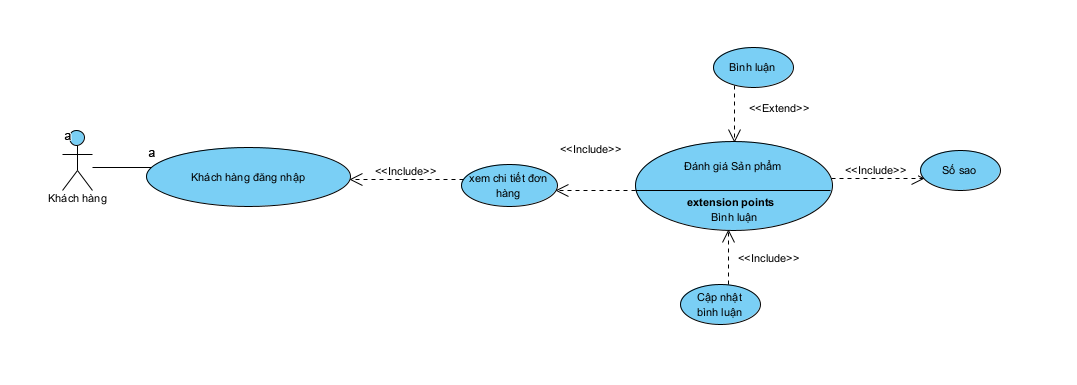 Bình luận
<<Extend>>
a
a
Khách hàng
Khách hàng đăng nhập
<<Include>>
xem chi tiết đơn
hàng
<<Include>>
Đánh giá Sản phẩm
extension points
Bình luận
<<Include>>
Số sao
<<Include>>
Cập nhật
bình luận